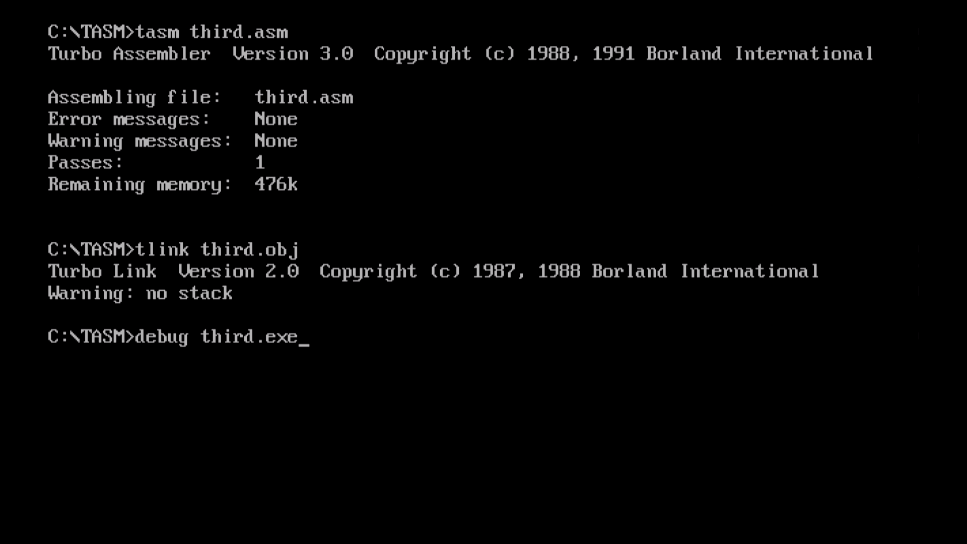 C:\TASM>tasm third.asm
Turbo Assembler  Version 3.0  Copyright (c) 1988, 1991 Borland International
Assembling file:   third.asm
Error messages:    None
Warning messages:  None
Passes:            1
Remaining memory:  476k
C:\TASM>tlink third.obj
Turbo Link  Version 2.0  Copyright (c) 1987, 1988 Borland International
Warning: no stack
C:\TASM>debug third.exe_